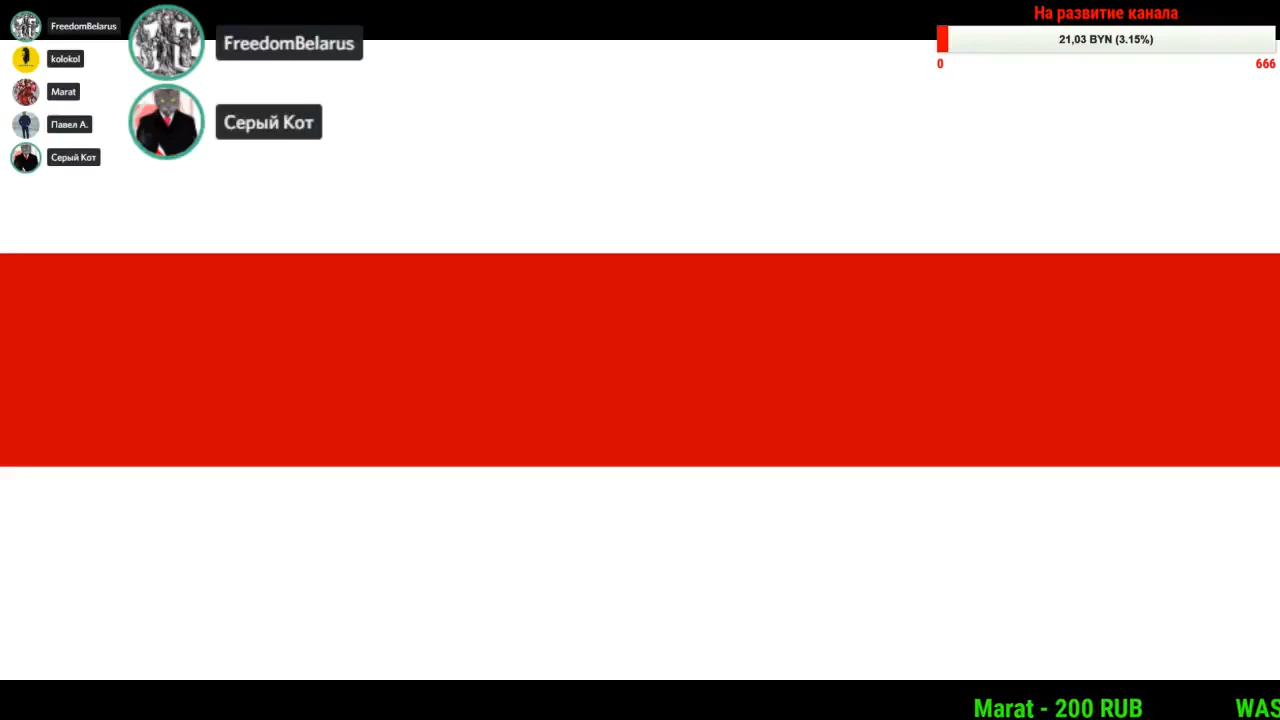 FreedomBelarus
kolokol
Marat
Павел А.
Серый Кот
FreedomBelarus
Серый Кот
На развитие канала
21,03 BYN (3.15%)
0 666
Marat - 200 RUB WAS